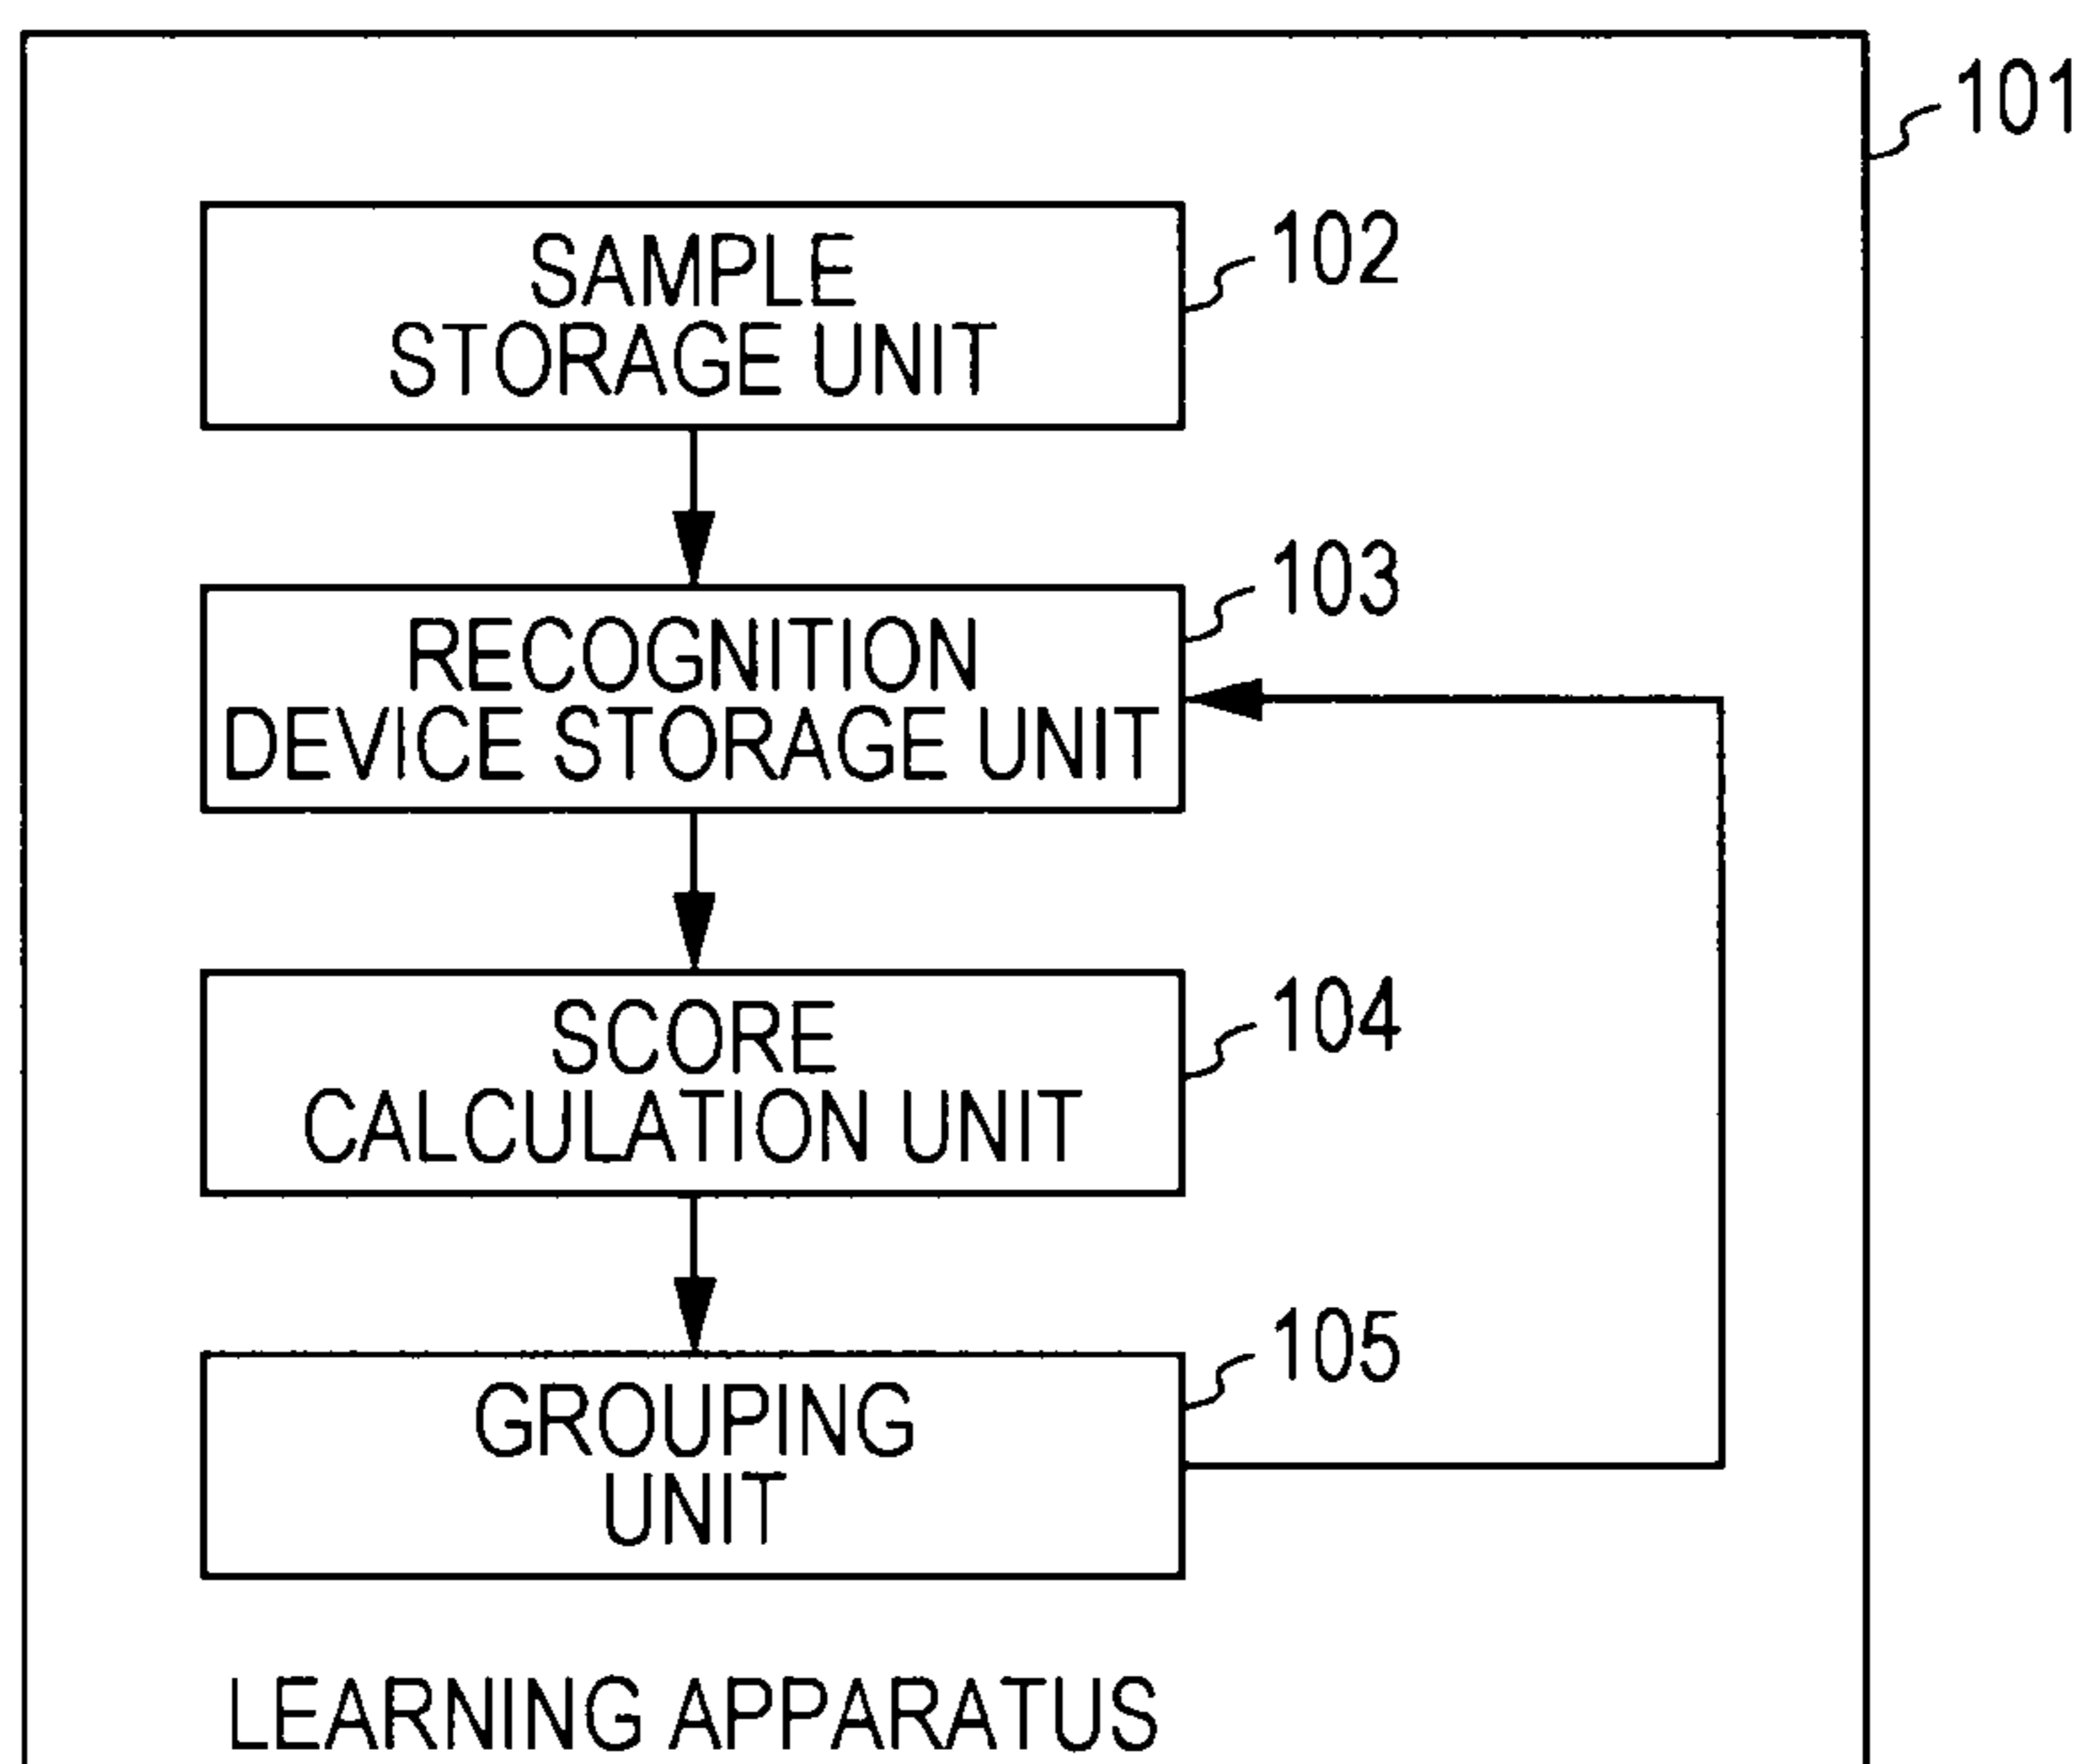 101
SAMPLE
STORAGE UNIT
102
RECOGNITION
DEVICE STORAGE UNIT
103
SCORE
CALCULATION UNIT
104
GROUPING
UNIT
105
LEARNING APPARATUS